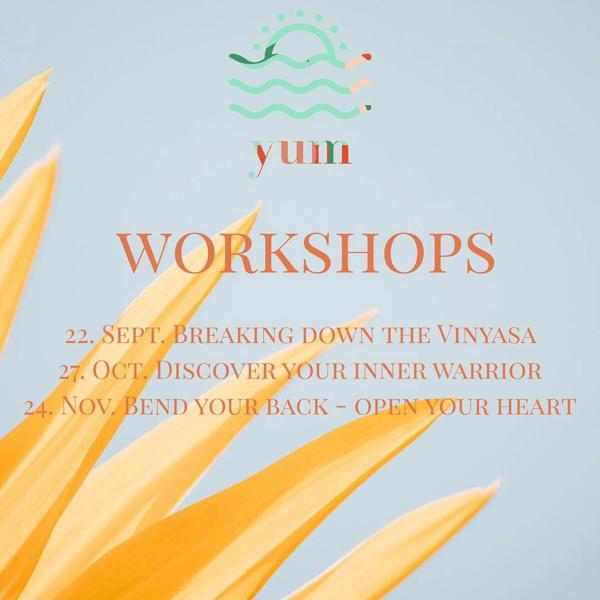 yum
WORKSHOPS
22. Sept. Breaking down the Vinyasa
27. Oct. Discover your inner warrior
24. Nov. Bend your back - open your heart